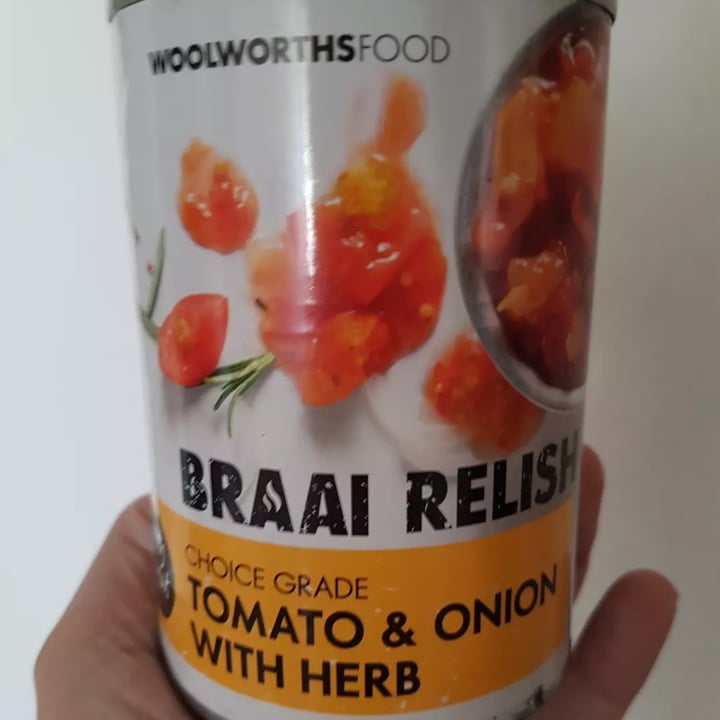 WOOLWORTHSFOOD
BRAAI RELISH
CHOICE GRADE
TOMATO & ONION
WITH HERB